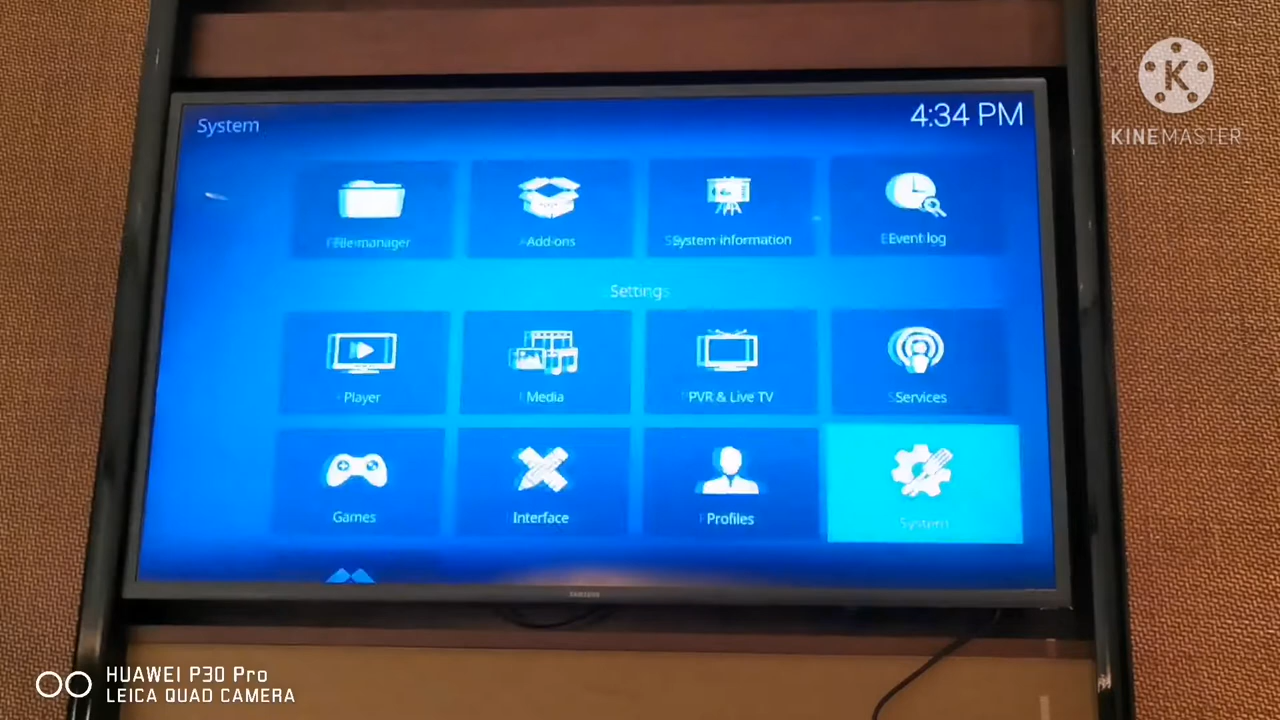 System
4:34 PM
KINEMASTER
File manager
Add-ons
System information
Event log
Settings
Player
Media
PVR & Live TV
Services
Games
Interface
Profiles
System
SAMSUNG
HUAWEI P30 Pro
LEICA QUAD CAMERA